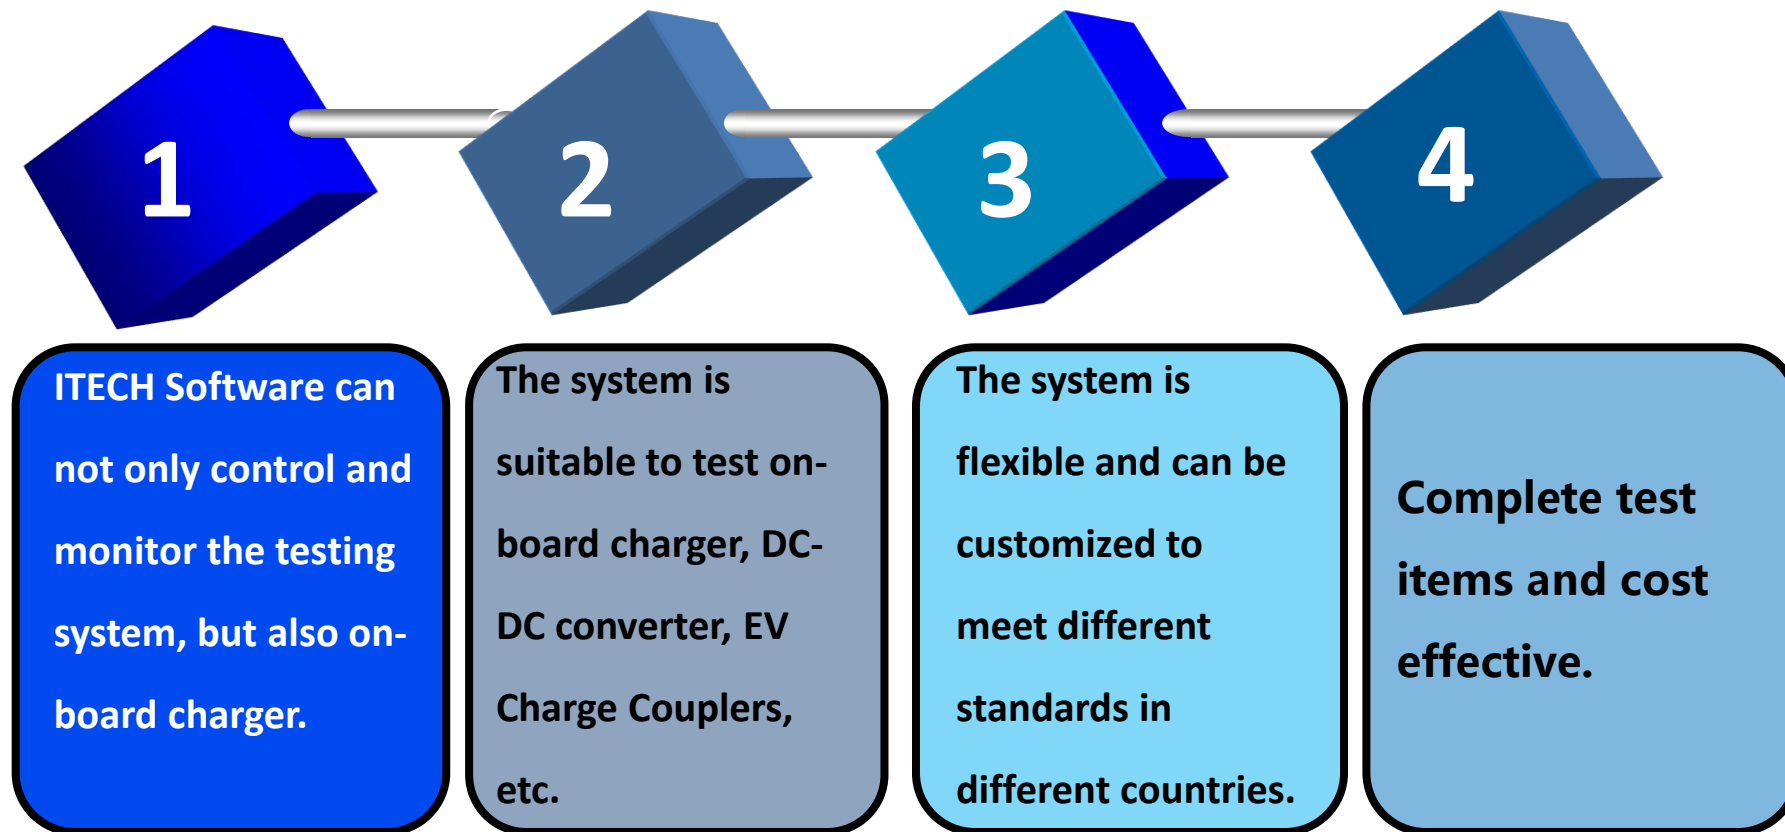 1
2
3
4
ITECH Software can
not only control and
monitor the testing
system, but also on-
board charger.
The system is
suitable to test on-
board charger, DC-
DC converter, EV
Charge Couplers,
etc.
The system is
flexible and can be
customized to
meet different
standards in
different countries.
Complete test
items and cost
effective.